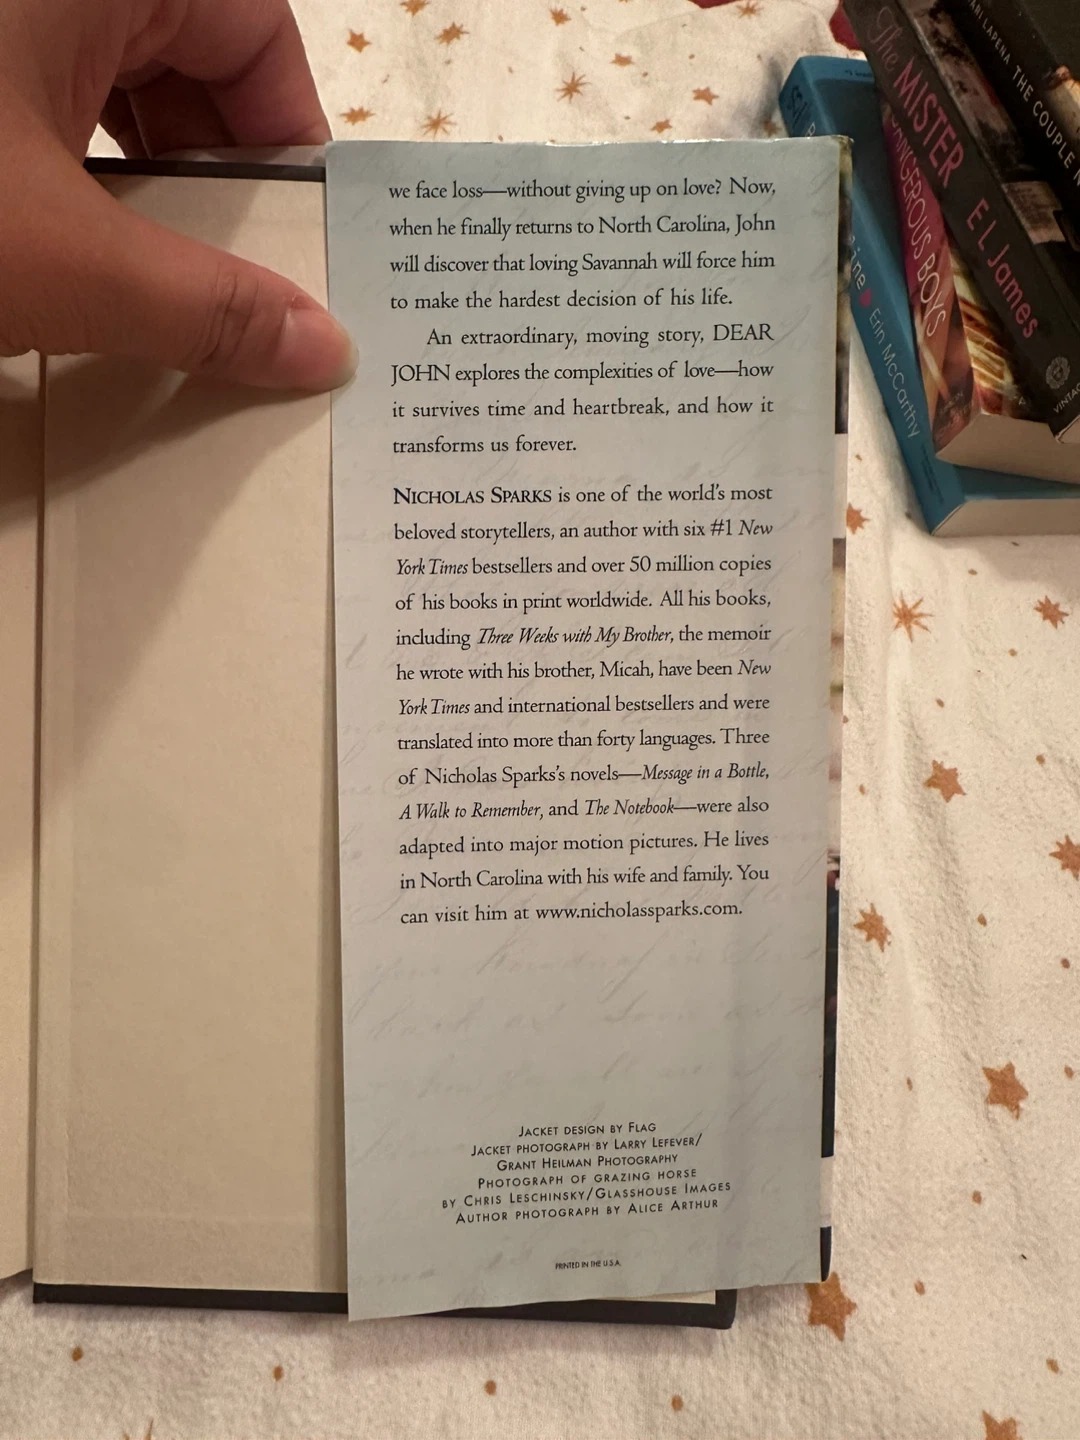 we face loss—without giving up on love? Now,
when he finally returns to North Carolina, John
will discover that loving Savannah will force him
to make the hardest decision of his life.
An extraordinary, moving story, DEAR
JOHN explores the complexities of love—how
it survives time and heartbreak, and how it
transforms us forever.
NICHOLAS SPARKS is one of the world's most
beloved storytellers, an author with six #1 New
York Times bestsellers and over 50 million copies
of his books in print worldwide. All his books,
including Three Weeks with My Brother, the memoir
he wrote with his brother, Micah, have been New
York Times and international bestsellers and were
translated into more than forty languages. Three
of Nicholas Sparks's novels—Message in a Bottle,
A Walk to Remember, and The Notebook—were also
adapted into major motion pictures. He lives
in North Carolina with his wife and family. You
can visit him at www.nicholassparks.com.
JACKET DESIGN BY FLAG
JACKET PHOTOGRAPH BY LARRY LEFEVER/
GRANT HEILMAN PHOTOGRAPHY
PHOTOGRAPH OF GRAZING HORSE
BY CHRIS LESCHINSKY/GLASSHOUSE IMAGES
AUTHOR PHOTOGRAPH BY ALICE ARTHUR
PRINTED IN THE U.S.A.
LAPENA THE COUPLE
The MISTER E L James
BOYS
Erin McCarthy